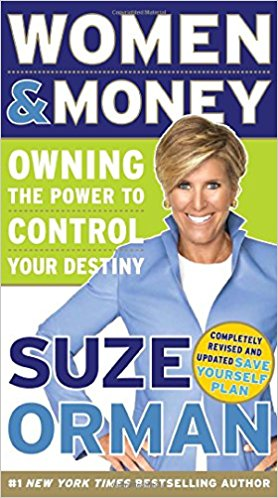 WOMEN
& MONEY
OWNING
THE POWER TO
CONTROL
YOUR DESTINY
COMPLETELY
REVISED AND
UPDATED SAVE
YOURSELF
PLAN
SUZE
ORMAN
#1 NEW YORK TIMES BESTSELLING AUTHOR